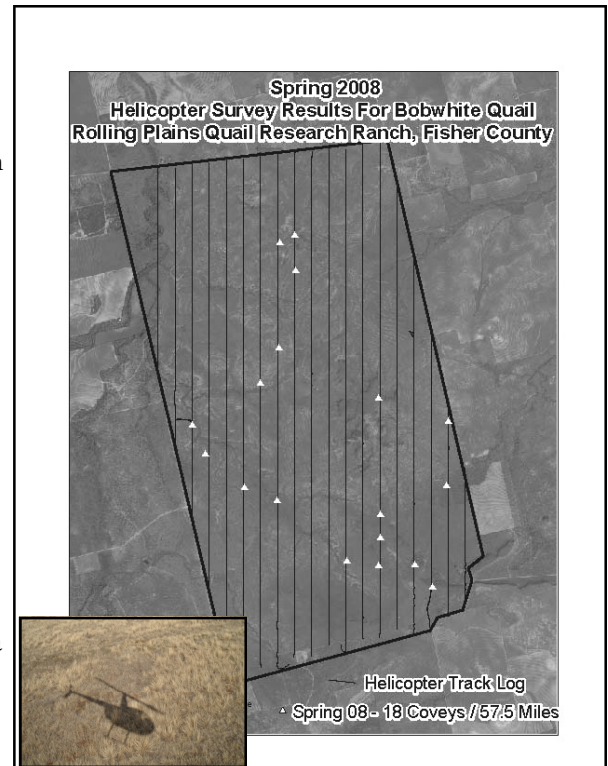 Spring 2008
Helicopter Survey Results For Bobwhite Quail
Rolling Plains Quail Research Ranch, Fisher County
Helicopter Track Log
Spring 08 - 18 Coveys / 57.5 Miles